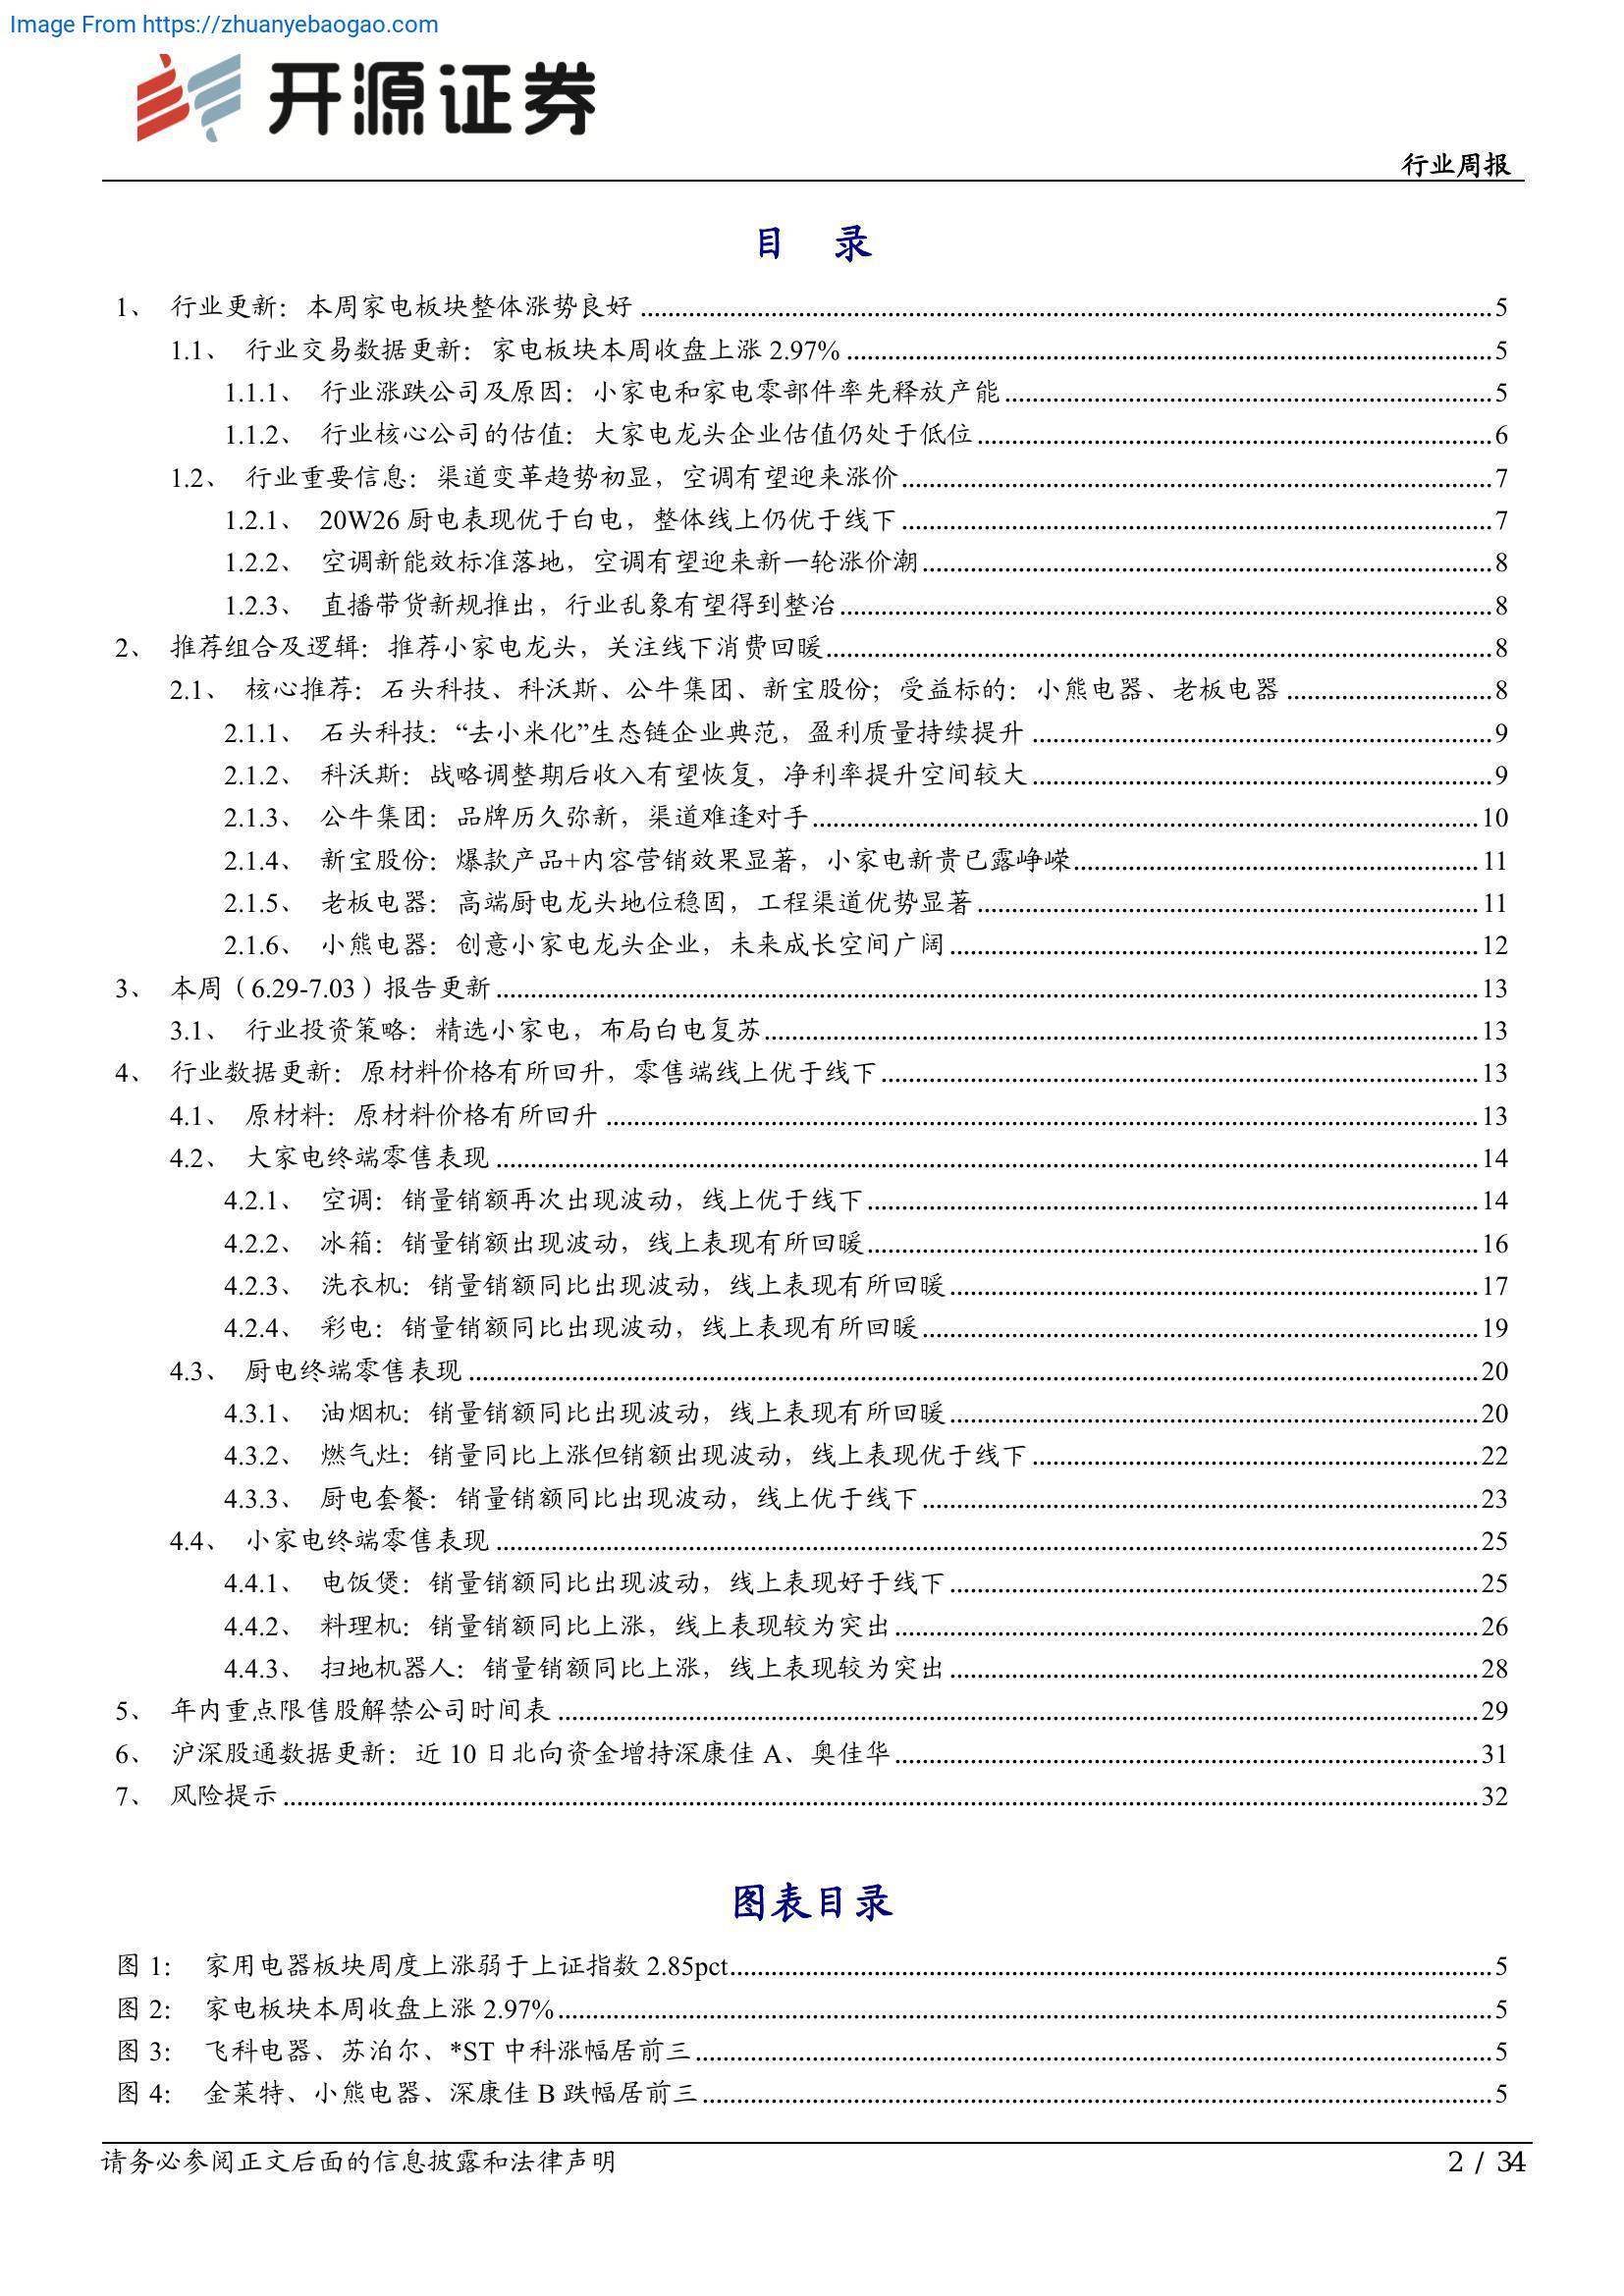 Image From https://zhuanyebaogao.com
开源证券
行业周报
目 录
1、 行业更新：本周家电板块整体涨势良好 ........ 5
1.1、 行业交易数据更新：家电板块本周收盘上涨 2.97% ........ 5
1.1.1、 行业涨跌公司及原因：小家电和家电零部件率先释放产能 ........ 5
1.1.2、 行业核心公司的估值：大家电龙头企业估值仍处于低位 ........ 6
1.2、 行业重要信息：渠道变革趋势初显，空调有望迎来涨价 ........ 7
1.2.1、 20W26 厨电表现优于白电，整体线上仍优于线下 ........ 7
1.2.2、 空调新能效标准落地，空调有望迎来新一轮涨价潮 ........ 8
1.2.3、 直播带货新规推出，行业乱象有望得到整治 ........ 8
2、 推荐组合及逻辑：推荐小家电龙头，关注线下消费回暖 ........ 8
2.1、 核心推荐：石头科技、科沃斯、公牛集团、新宝股份；受益标的：小熊电器、老板电器 ........ 8
2.1.1、 石头科技：“去小米化”生态链企业典范，盈利质量持续提升 ........ 9
2.1.2、 科沃斯：战略调整期后收入有望恢复，净利率提升空间较大 ........ 9
2.1.3、 公牛集团：品牌历久弥新，渠道难逢对手 ........ 10
2.1.4、 新宝股份：爆款产品+内容营销效果显著，小家电新贵已露峥嵘 ........ 11
2.1.5、 老板电器：高端厨电龙头地位稳固，工程渠道优势显著 ........ 11
2.1.6、 小熊电器：创意小家电龙头企业，未来成长空间广阔 ........ 12
3、 本周（6.29-7.03）报告更新 ........ 13
3.1、 行业投资策略：精选小家电，布局白电复苏 ........ 13
4、 行业数据更新：原材料价格有所回升，零售端线上优于线下 ........ 13
4.1、 原材料：原材料价格有所回升 ........ 13
4.2、 大家电终端零售表现 ........ 14
4.2.1、 空调：销量销额再次出现波动，线上优于线下 ........ 14
4.2.2、 冰箱：销量销额出现波动，线上表现有所回暖 ........ 16
4.2.3、 洗衣机：销量销额同比出现波动，线上表现有所回暖 ........ 17
4.2.4、 彩电：销量销额同比出现波动，线上表现有所回暖 ........ 19
4.3、 厨电终端零售表现 ........ 20
4.3.1、 油烟机：销量销额同比出现波动，线上表现有所回暖 ........ 20
4.3.2、 燃气灶：销量同比上涨但销额出现波动，线上表现优于线下 ........ 22
4.3.3、 厨电套餐：销量销额同比出现波动，线上优于线下 ........ 23
4.4、 小家电终端零售表现 ........ 25
4.4.1、 电饭煲：销量销额同比出现波动，线上表现好于线下 ........ 25
4.4.2、 料理机：销量销额同比上涨，线上表现较为突出 ........ 26
4.4.3、 扫地机器人：销量销额同比上涨，线上表现较为突出 ........ 28
5、 年内重点限售股解禁公司时间表 ........ 29
6、 沪深股通数据更新：近 10 日北向资金增持深康佳 A、奥佳华 ........ 31
7、 风险提示 ........ 32
图表目录
图 1： 家用电器板块周度上涨弱于上证指数 2.85pct ........ 5
图 2： 家电板块本周收盘上涨 2.97% ........ 5
图 3： 飞科电器、苏泊尔、*ST 中科涨幅居前三 ........ 5
图 4： 金莱特、小熊电器、深康佳 B 跌幅居前三 ........ 5
请务必参阅正文后面的信息披露和法律声明
2 / 34